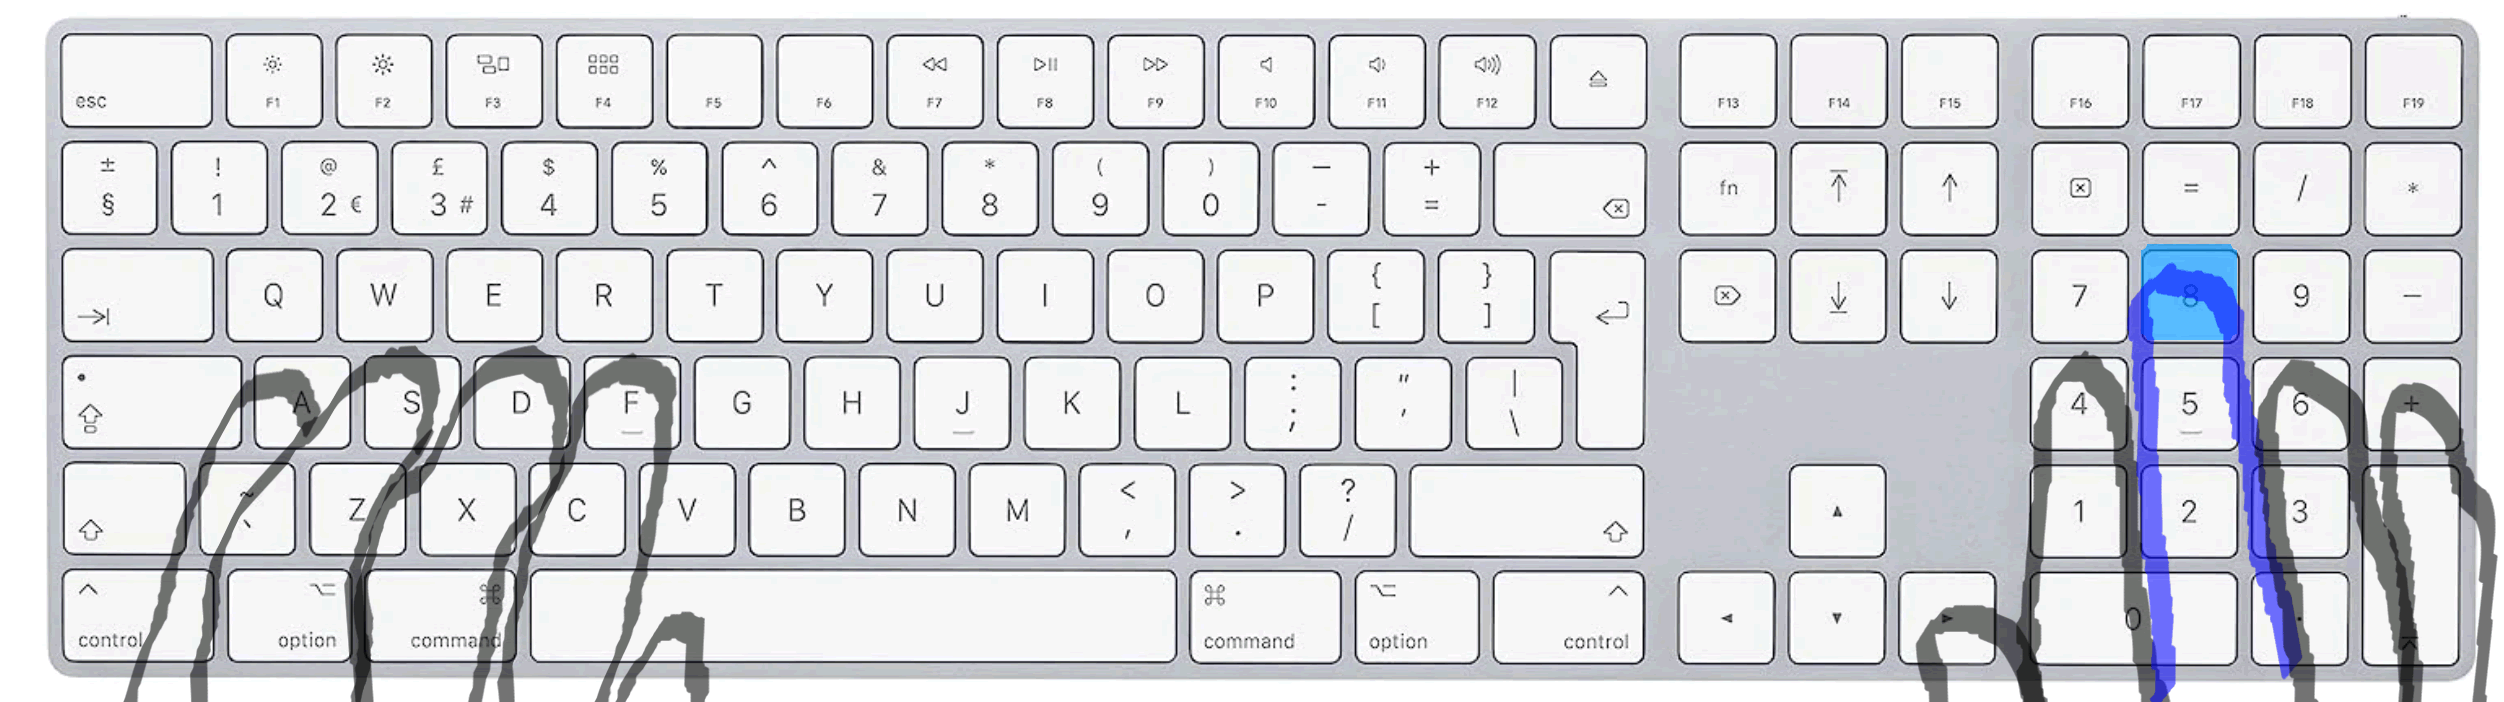 esc F1 F2 F3 F4 F5 F6 F7 F8 F9 F10 F11 F12 F13 F14 F15 F16 F17 F18 F19
± ! @ £ $ % ^ & * ( ) — +
§ 1 2 € 3 # 4 5 6 7 8 9 0 - = fn = / *
Q W E R T Y U I O P { [ } ] 7 8 9 −
A S D F G H J K L : ; " ' | \ 4 5 6 +
~ ` Z X C V B N M < , > . ? / 1 2 3
control option command command option control 0 .